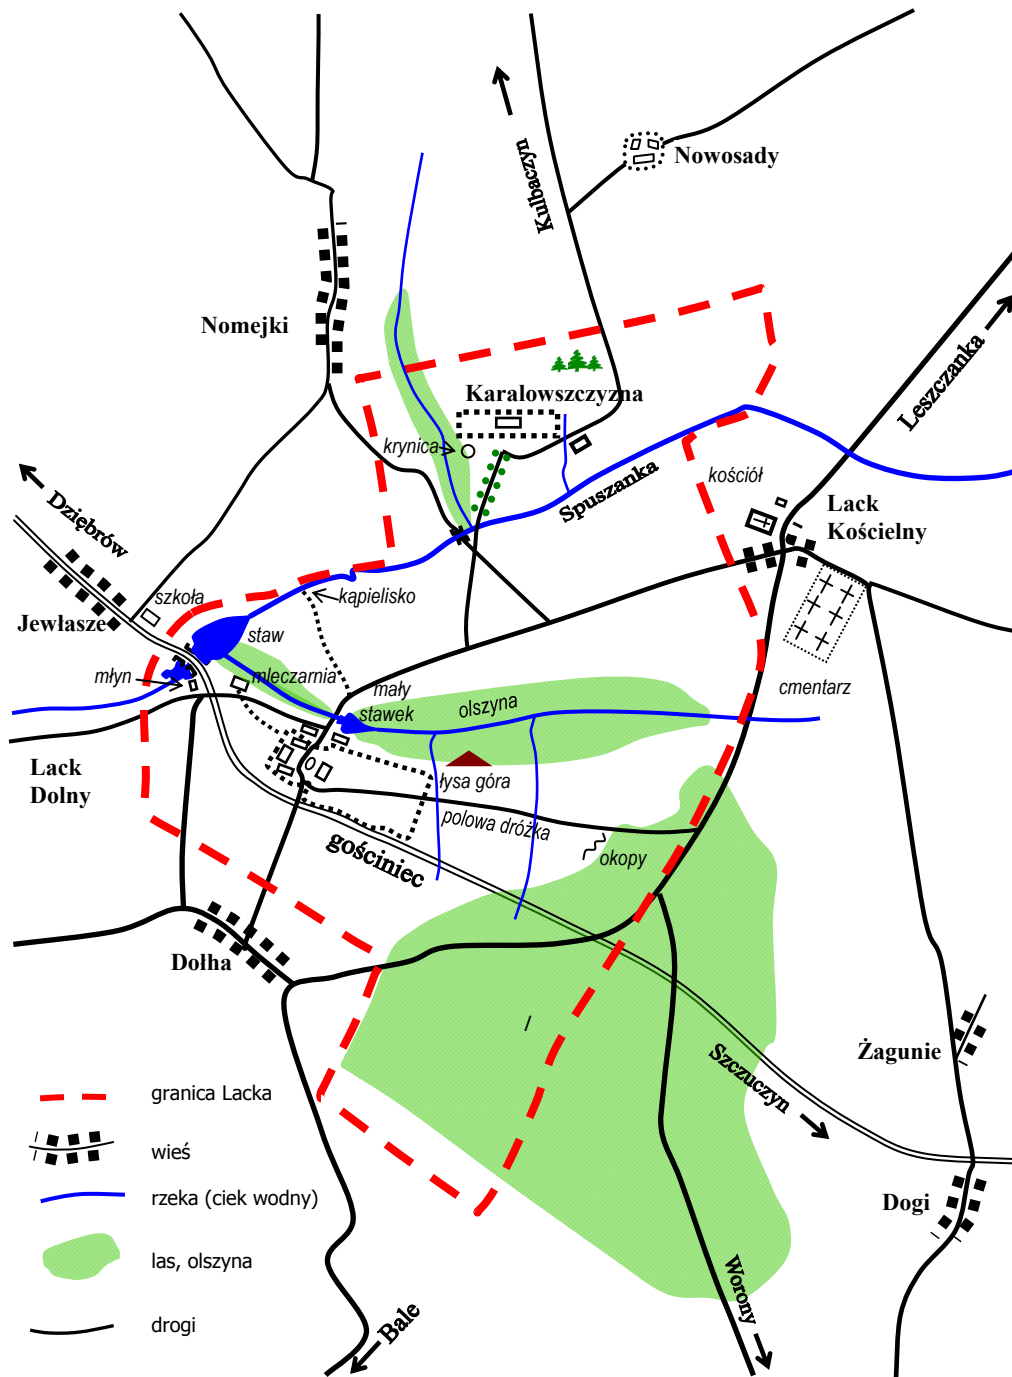 Nowosady
Kulbaczyn
Nomejki
Leszczanka
Karalowszczyzna
krynica
kościół
Spuszanka
Lack
Kościelny
Dziębrów
szkoła
kąpielisko
Jewłasze
staw
młyn
mleczarnia
mały
stawek
olszyna
cmentarz
Lack
Dolny
łysa góra
polowa dróżka
gościniec
okopy
Dołha
l
Żagunie
Szczuczyn
granica Lacka
wieś
rzeka (ciek wodny)
Dogi
las, olszyna
Worony
Bale
drogi